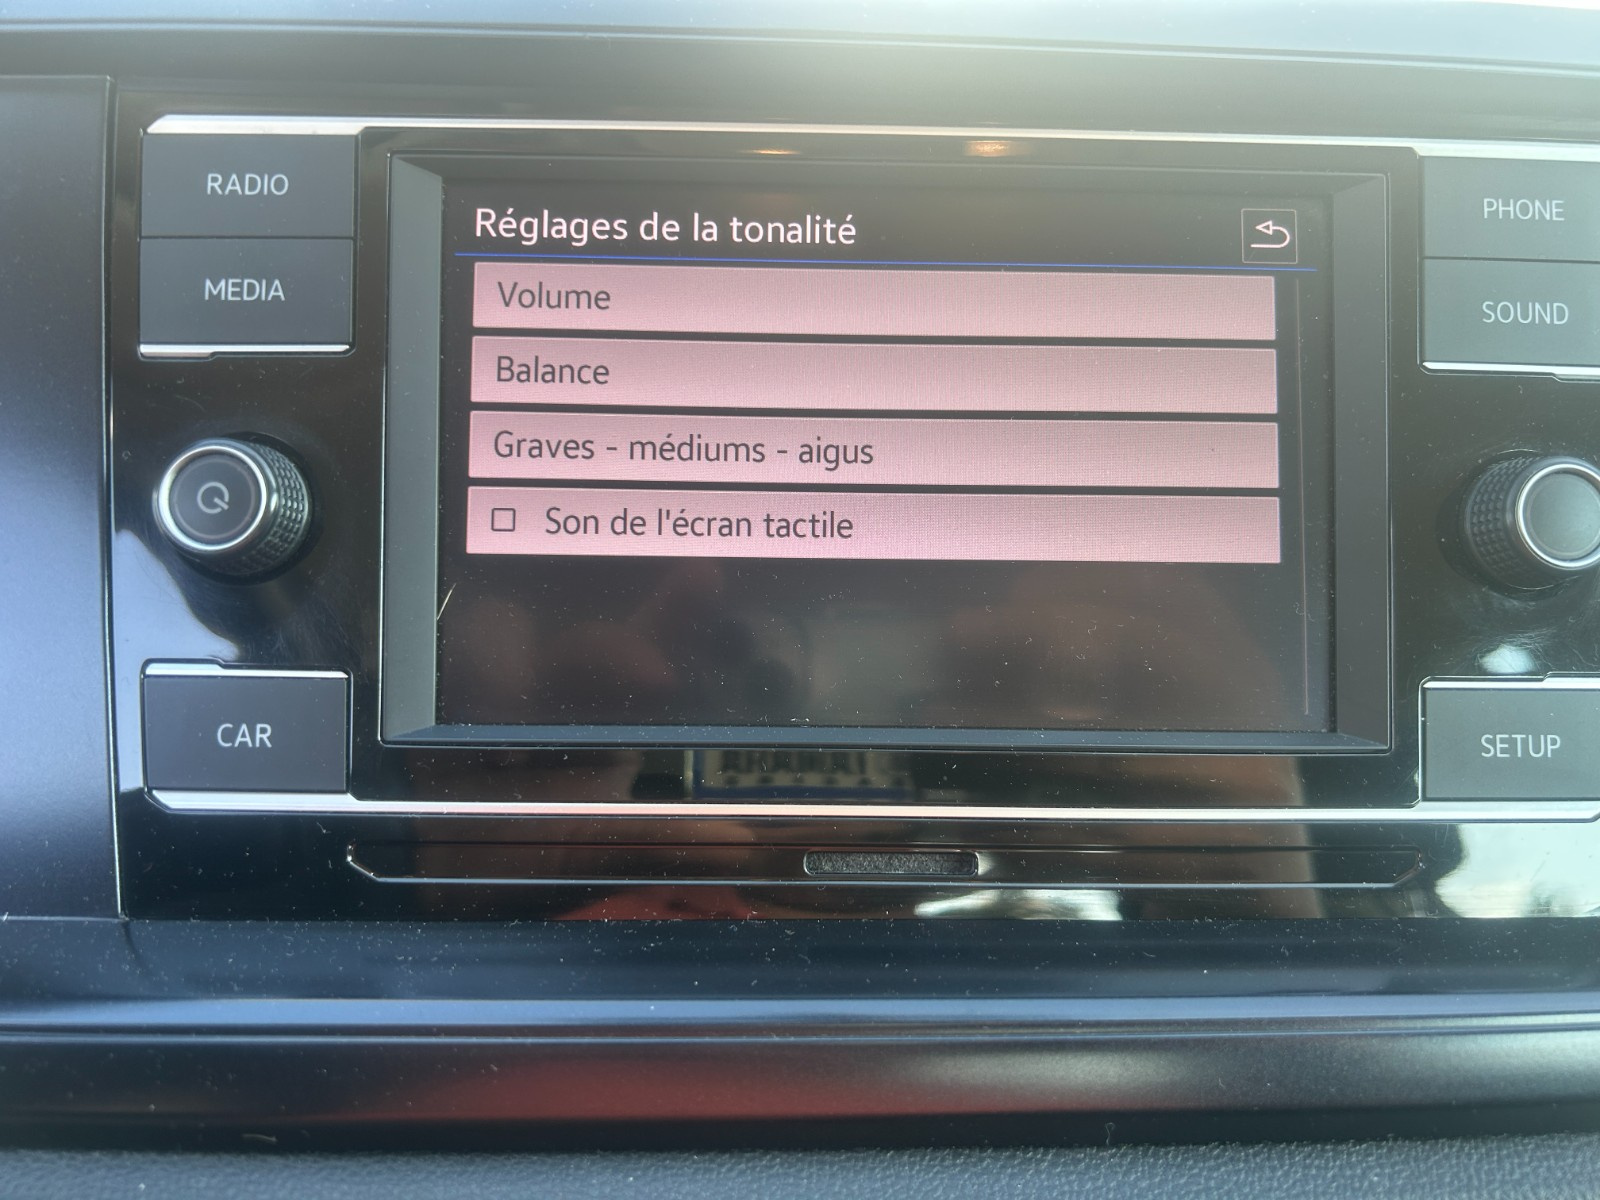 RADIO
MEDIA
CAR
Réglages de la tonalité
Volume
Balance
Graves - médiums - aigus
Son de l'écran tactile
PHONE
SOUND
SETUP